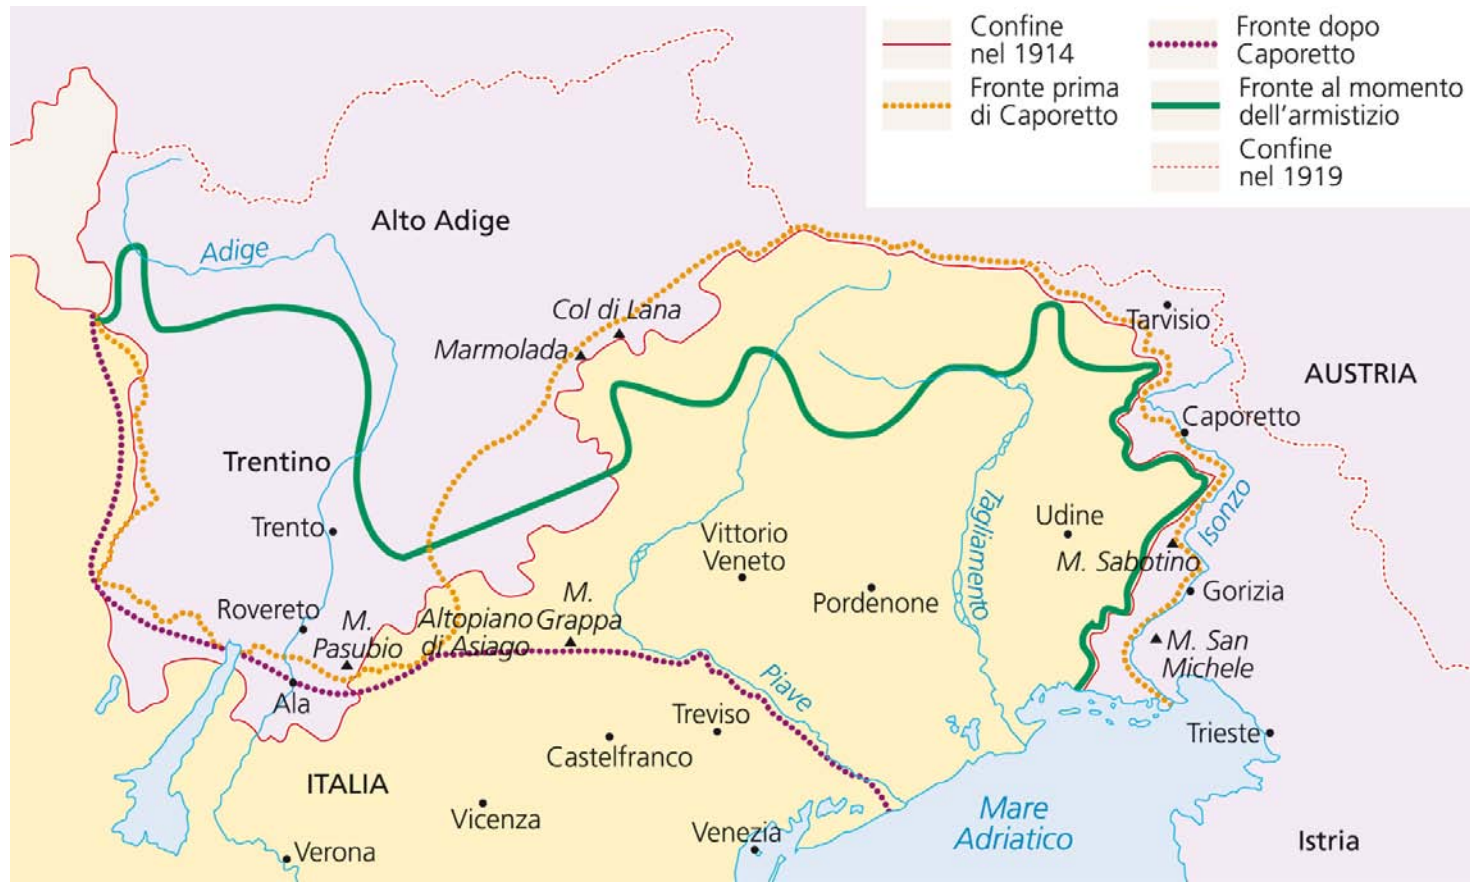 Confine
nel 1914
Fronte prima
di Caporetto
Fronte dopo
Caporetto
Fronte al momento
dell'armistizio
Confine
nel 1919
Alto Adige
Adige
Col di Lana
Marmolada
Tarvisio
AUSTRIA
Caporetto
Trentino
Isonzo
Tagliamento
Trento
Udine
Vittorio
Veneto
M. Sabotino
Pordenone
Gorizia
Rovereto
M.
Pasubio
Altopiano
di Asiago
M.
Grappa
M. San
Michele
Ala
Piave
Treviso
Trieste
Castelfranco
ITALIA
Vicenza
Venezia
Mare
Adriatico
Istria
Verona